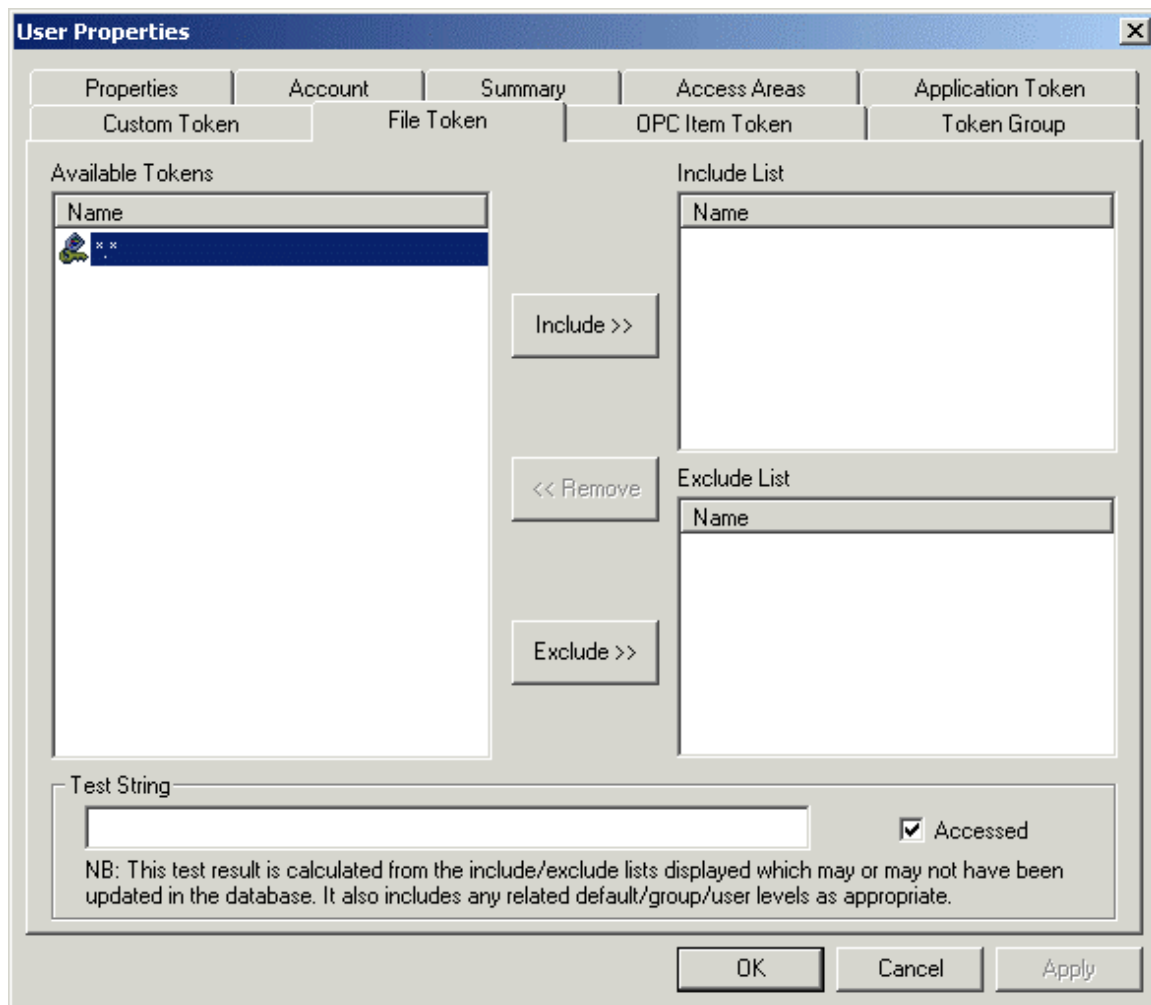 User Properties
Properties Account Summary Access Areas Application Token
Custom Token File Token OPC Item Token Token Group
Available Tokens
Name
*.*
Include >>
<< Remove
Exclude >>
Include List
Name
Exclude List
Name
Test String
Accessed
NB: This test result is calculated from the include/exclude lists displayed which may or may not have been
updated in the database. It also includes any related default/group/user levels as appropriate.
OK Cancel Apply